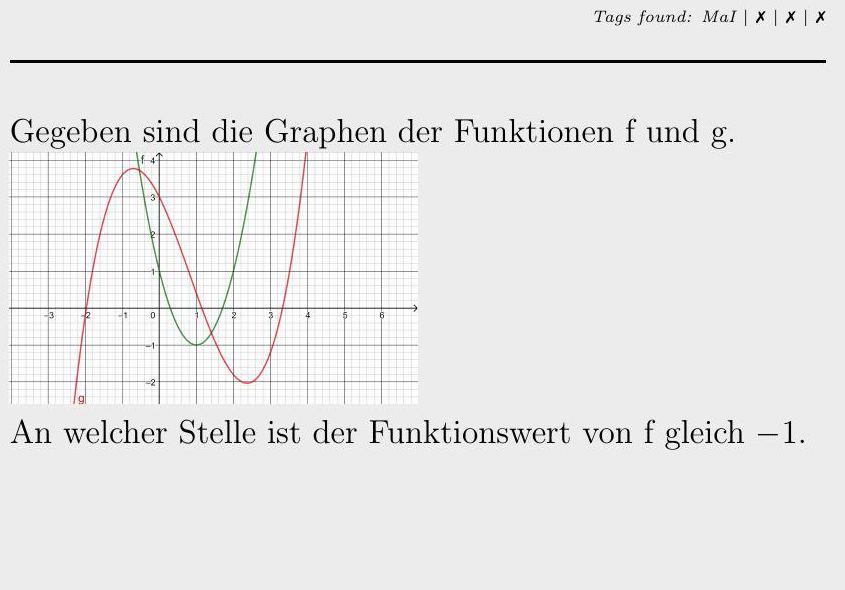 Tags found: MaI | ✗ | ✗ | ✗
Gegeben sind die Graphen der Funktionen f und g.
f 4
3
2
1
−3 −2 −1 0 1 2 3 4 5 6
−1
−2
g
An welcher Stelle ist der Funktionswert von f gleich −1.